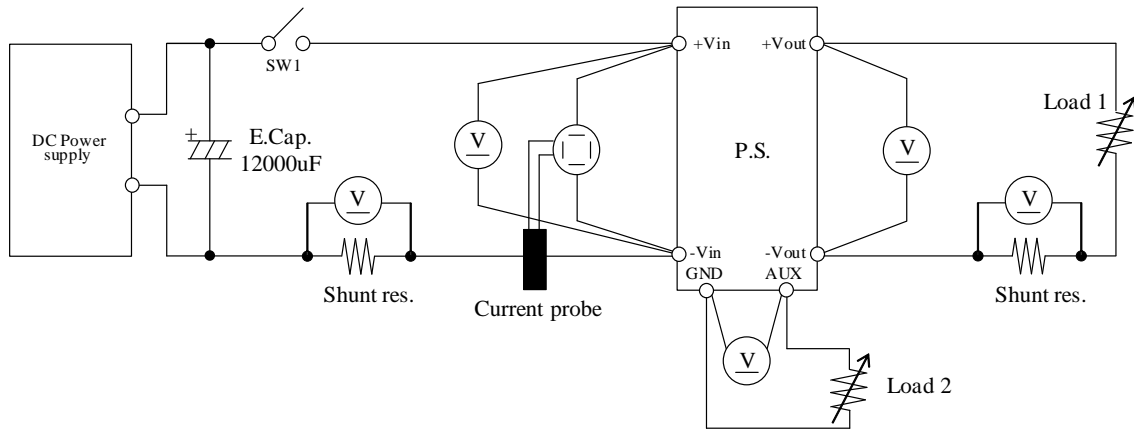 DC Power
supply
+
E.Cap.
12000uF
SW1
V
Shunt res.
V
Current probe
+Vin
+Vout
P.S.
-Vin
-Vout
GND
AUX
V
V
Load 1
V
Shunt res.
Load 2